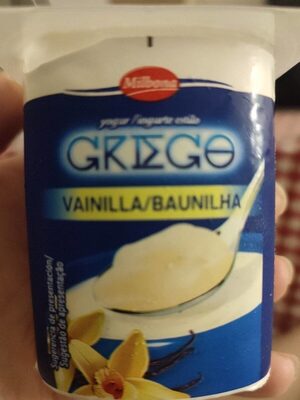 Milbona
yogur / iogurte estilo
GRIEGO
VAINILLA/BAUNILHA
Sugerencia de presentación/
Sugestão de apresentação